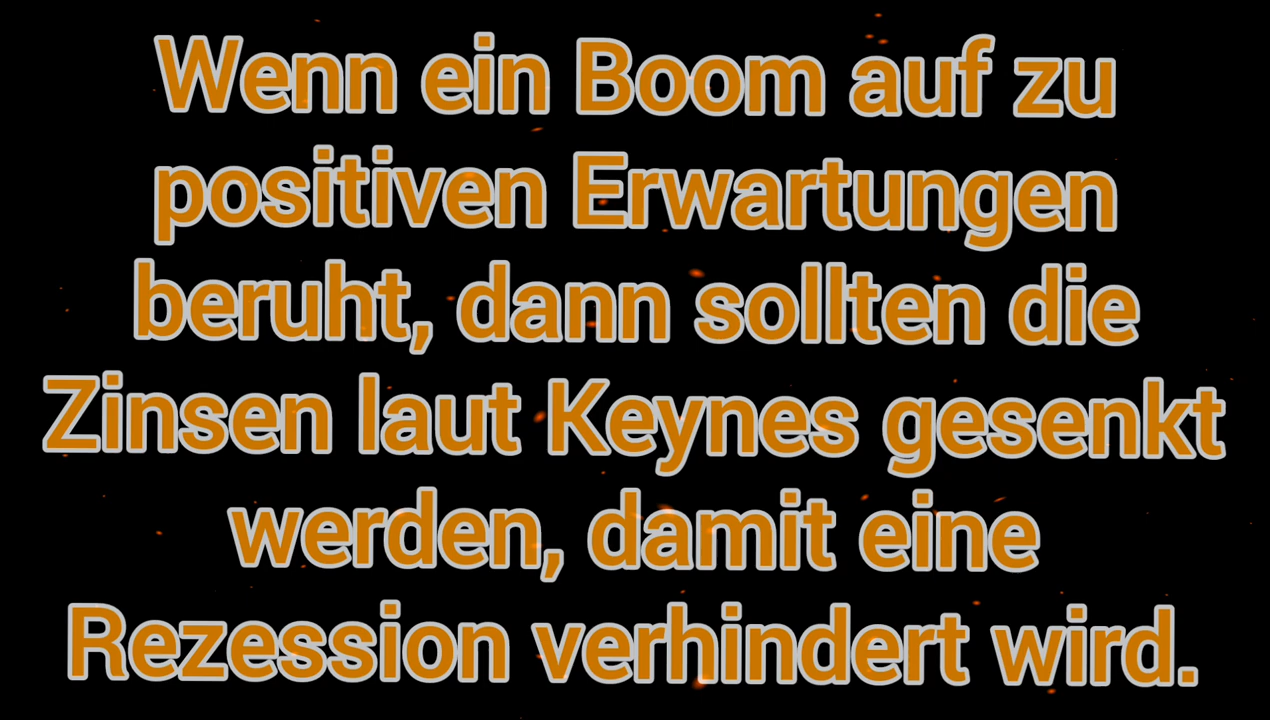 Wenn ein Boom auf zu
positiven Erwartungen
beruht, dann sollten die
Zinsen laut Keynes gesenkt
werden, damit eine
Rezession verhindert wird.